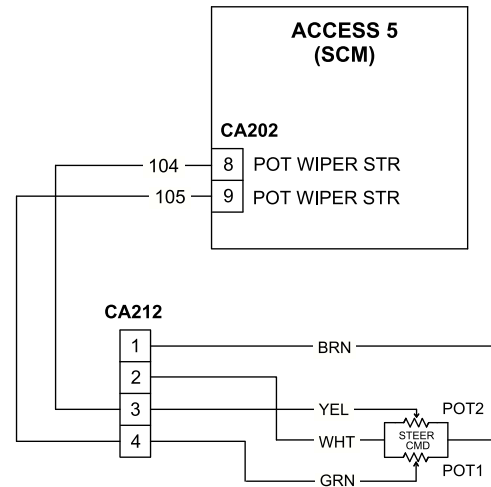 ACCESS 5
(SCM)
CA202
104 8 POT WIPER STR
105 9 POT WIPER STR
CA212
1 BRN
2
3 YEL POT2
4 WHT STEER
CMD
POT1
GRN